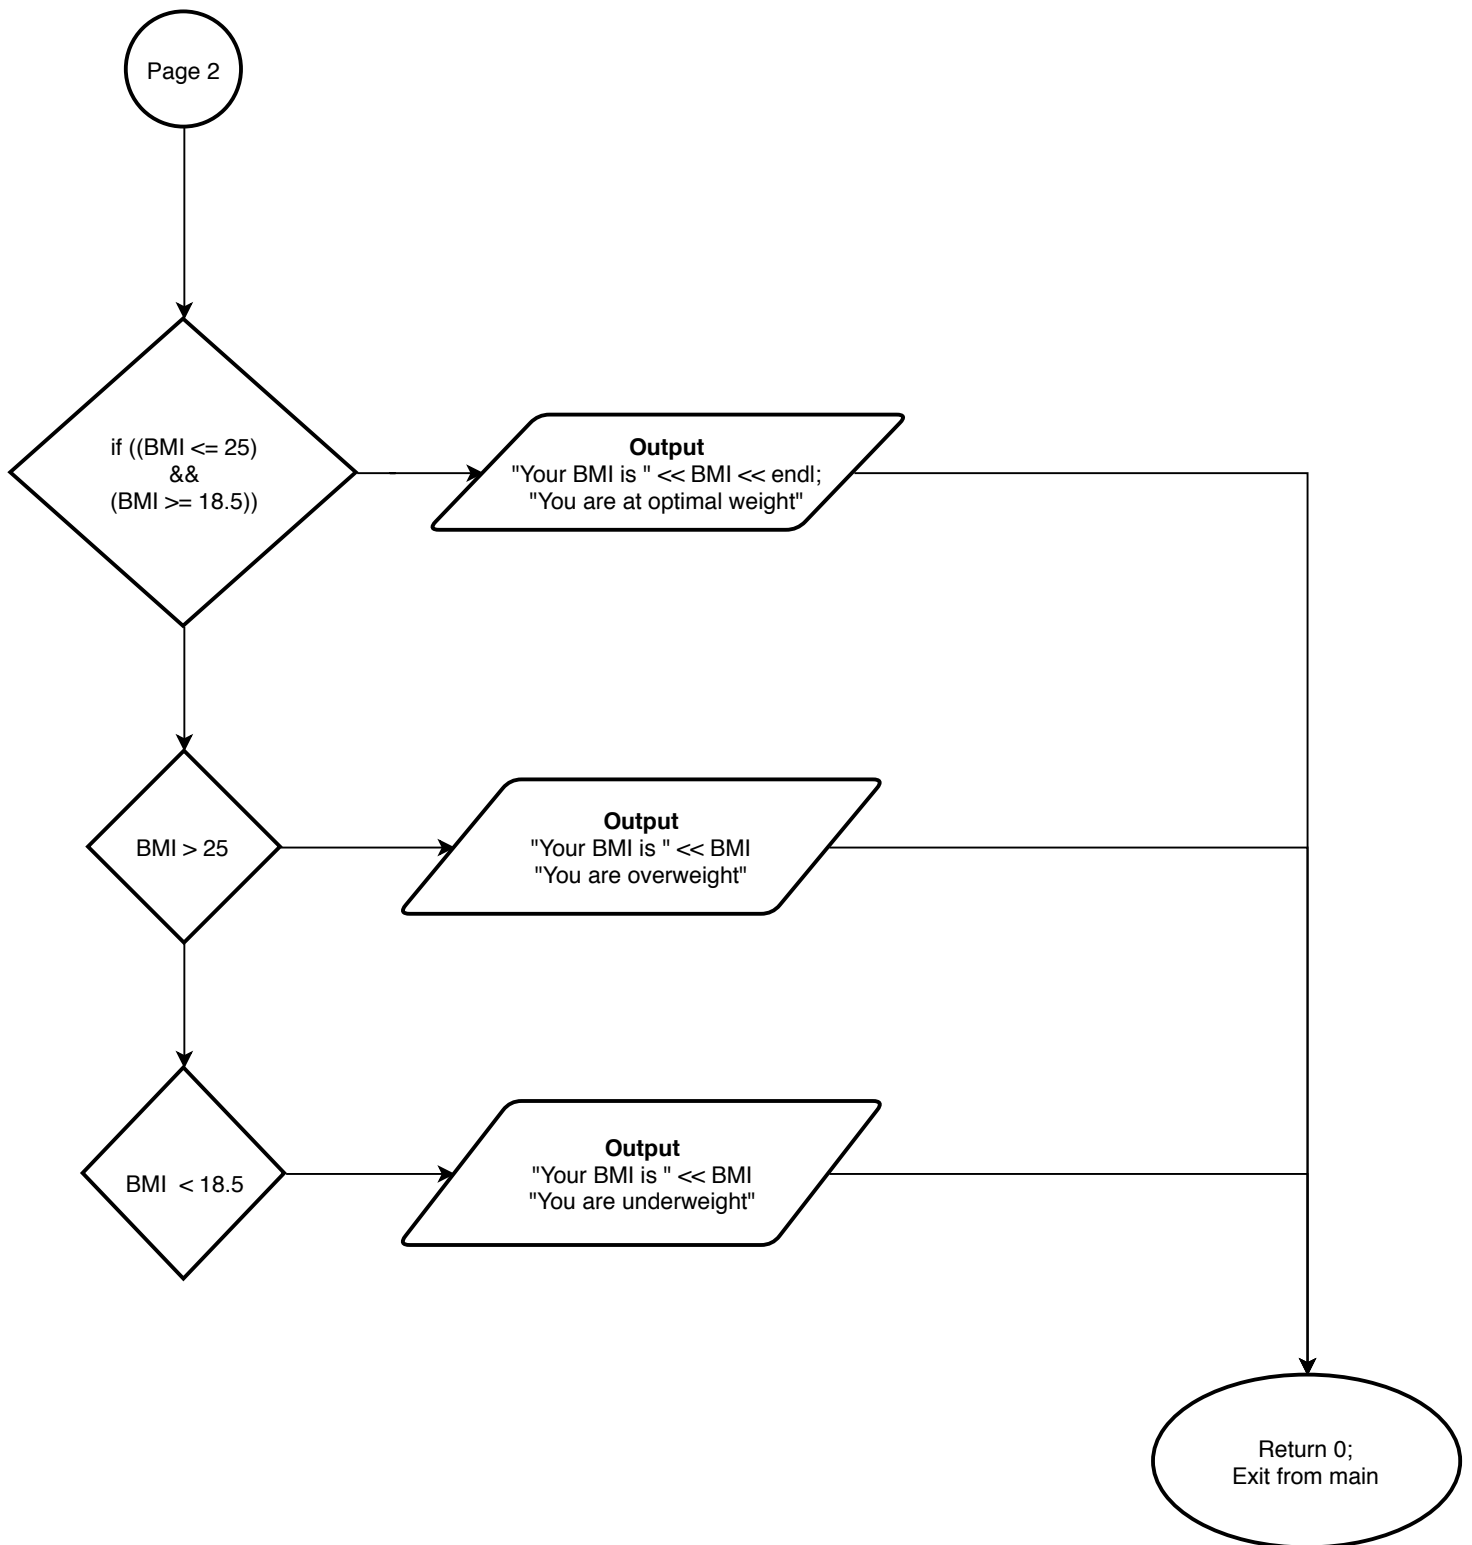 Page 2
if ((BMI <= 25)
&&
(BMI >= 18.5))
Output
"Your BMI is " << BMI << endl;
"You are at optimal weight"
BMI > 25
Output
"Your BMI is " << BMI
"You are overweight"
BMI  < 18.5
Output
"Your BMI is " << BMI
"You are underweight"
Return 0;
Exit from main